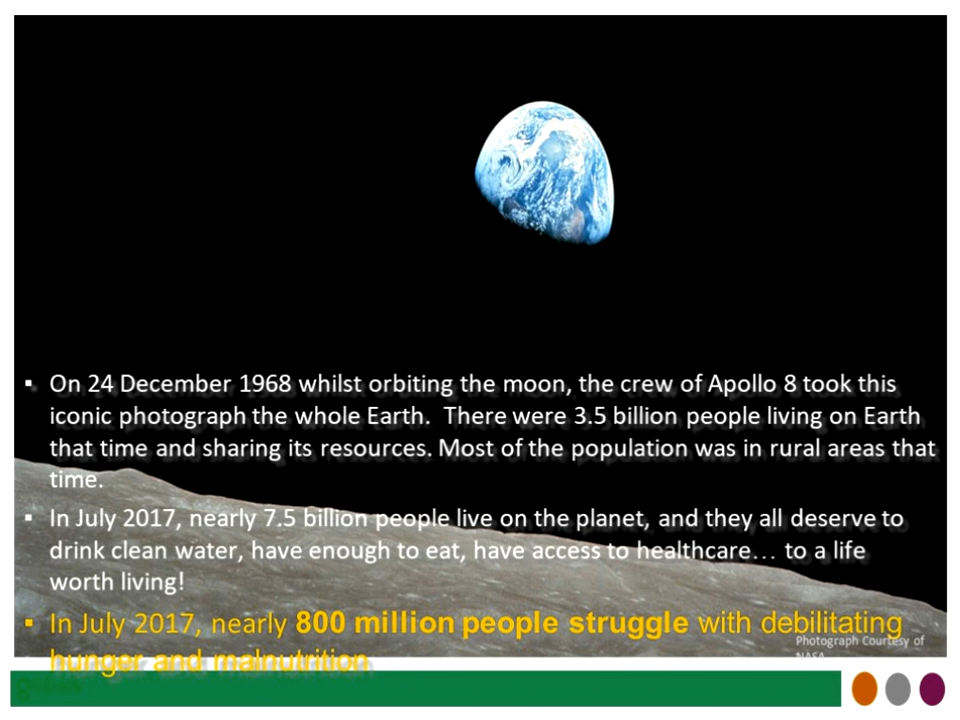 ▪ On 24 December 1968 whilst orbiting the moon, the crew of Apollo 8 took this
iconic photograph the whole Earth.  There were 3.5 billion people living on Earth
that time and sharing its resources. Most of the population was in rural areas that
time.
▪ In July 2017, nearly 7.5 billion people live on the planet, and they all deserve to
drink clean water, have enough to eat, have access to healthcare… to a life
worth living!
▪ In July 2017, nearly 800 million people struggle with debilitating
hunger and malnutrition
Photograph Courtesy of
NASA